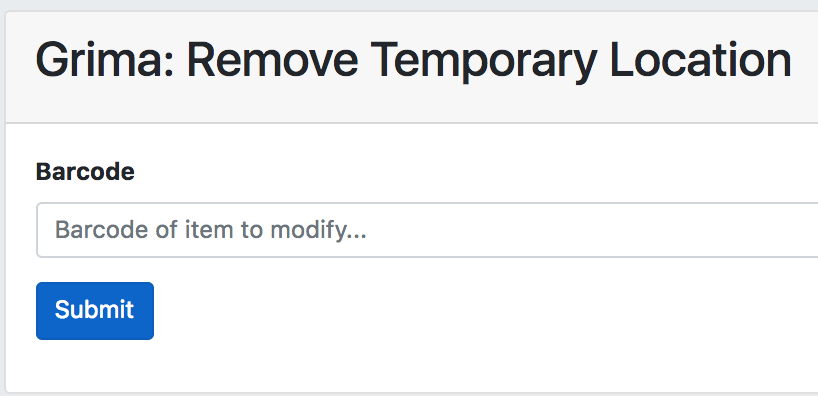 Grima: Remove Temporary Location
Barcode
Barcode of item to modify...
Submit